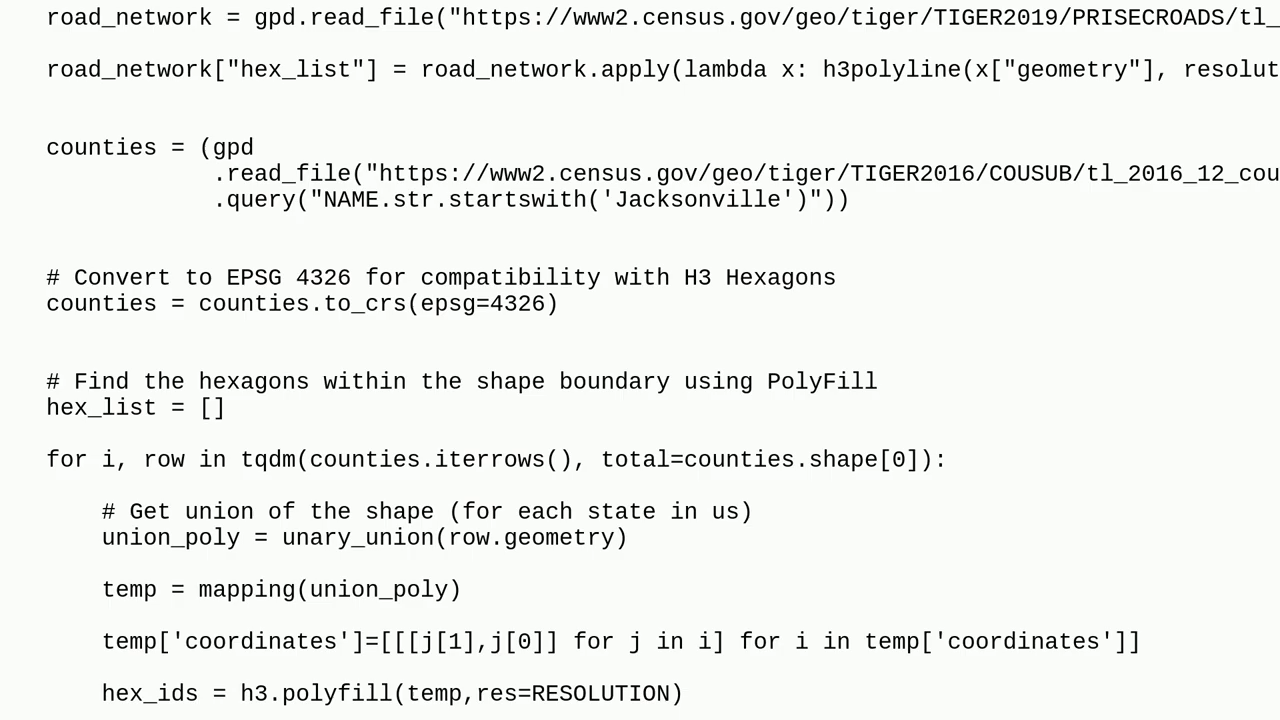 road_network = gpd.read_file("https://www2.census.gov/geo/tiger/TIGER2019/PRISECROADS/tl_
road_network["hex_list"] = road_network.apply(lambda x: h3polyline(x["geometry"], resolut
counties = (gpd
.read_file("https://www2.census.gov/geo/tiger/TIGER2016/COUSUB/tl_2016_12_cou
.query("NAME.str.startswith('Jacksonville')"))
# Convert to EPSG 4326 for compatibility with H3 Hexagons
counties = counties.to_crs(epsg=4326)
# Find the hexagons within the shape boundary using PolyFill
hex_list = []
for i, row in tqdm(counties.iterrows(), total=counties.shape[0]):
# Get union of the shape (for each state in us)
union_poly = unary_union(row.geometry)
temp = mapping(union_poly)
temp['coordinates']=[[[j[1],j[0]] for j in i] for i in temp['coordinates']]
hex_ids = h3.polyfill(temp,res=RESOLUTION)